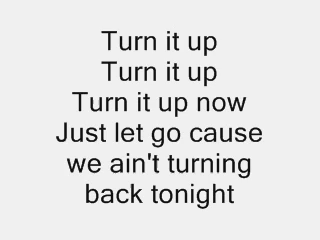 Turn it up
Turn it up
Turn it up now
Just let go cause
we ain't turning
back tonight